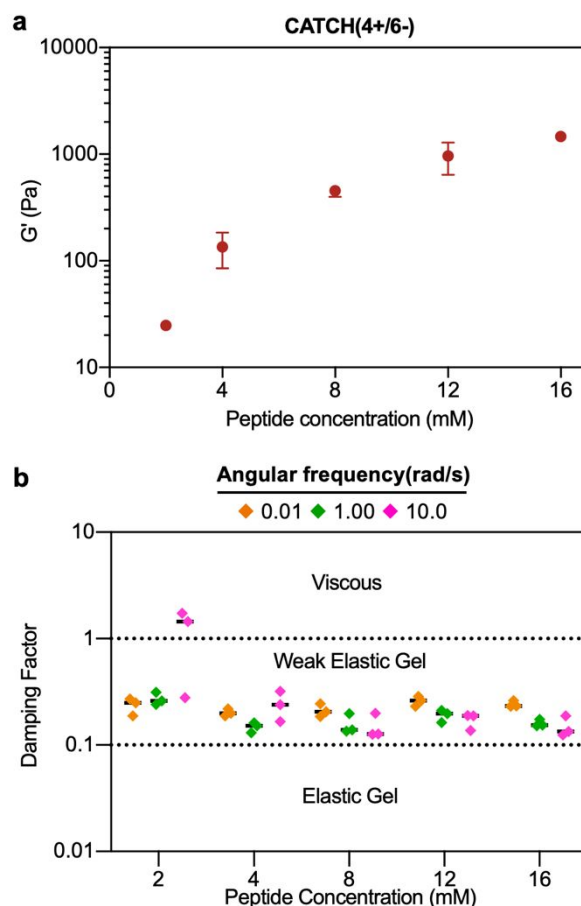 a
CATCH(4+/6-)
10000
1000
100
10
G' (Pa)
0 4 8 12 16
Peptide concentration (mM)
b
Angular frequency(rad/s)
0.01 1.00 10.0
10
1
0.1
0.01
Damping Factor
Viscous
Weak Elastic Gel
Elastic Gel
2 4 8 12 16
Peptide Concentration (mM)